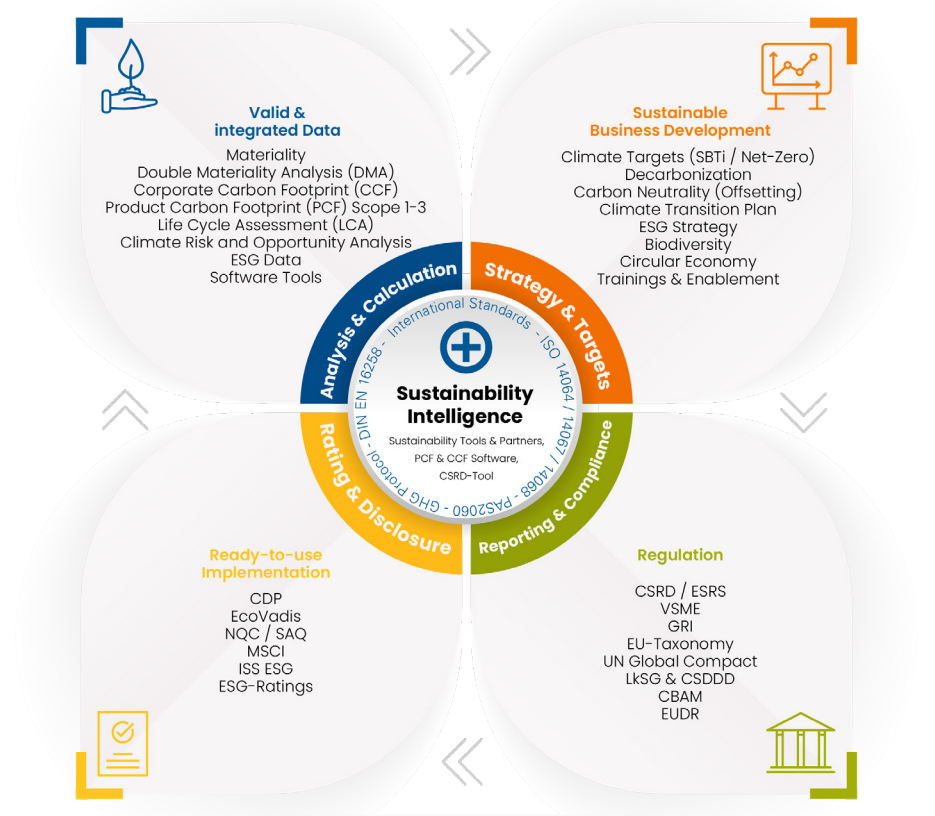 Valid &
integrated Data
Materiality
Double Materiality Analysis (DMA)
Corporate Carbon Footprint (CCF)
Product Carbon Footprint (PCF) Scope 1-3
Life Cycle Assessment (LCA)
Climate Risk and Opportunity Analysis
ESG Data
Software Tools
Sustainable
Business Development
Climate Targets (SBTi / Net-Zero)
Decarbonization
Carbon Neutrality (Offsetting)
Climate Transition Plan
ESG Strategy
Biodiversity
Circular Economy
Trainings & Enablement
Analysis & Calculation
Strategy & Targets
International Standards - ISO 14064 / 14067 / 14068 - PAS2060 - GHG Protocol - DIN EN 16258 -
Sustainability
Intelligence
Sustainability Tools & Partners,
PCF & CCF Software,
CSRD-Tool
Rating & Disclosure
Reporting & Compliance
Ready-to-use
Implementation
CDP
EcoVadis
NQC / SAQ
MSCI
ISS ESG
ESG-Ratings
Regulation
CSRD / ESRS
VSME
GRI
EU-Taxonomy
UN Global Compact
LkSG & CSDDD
CBAM
EUDR